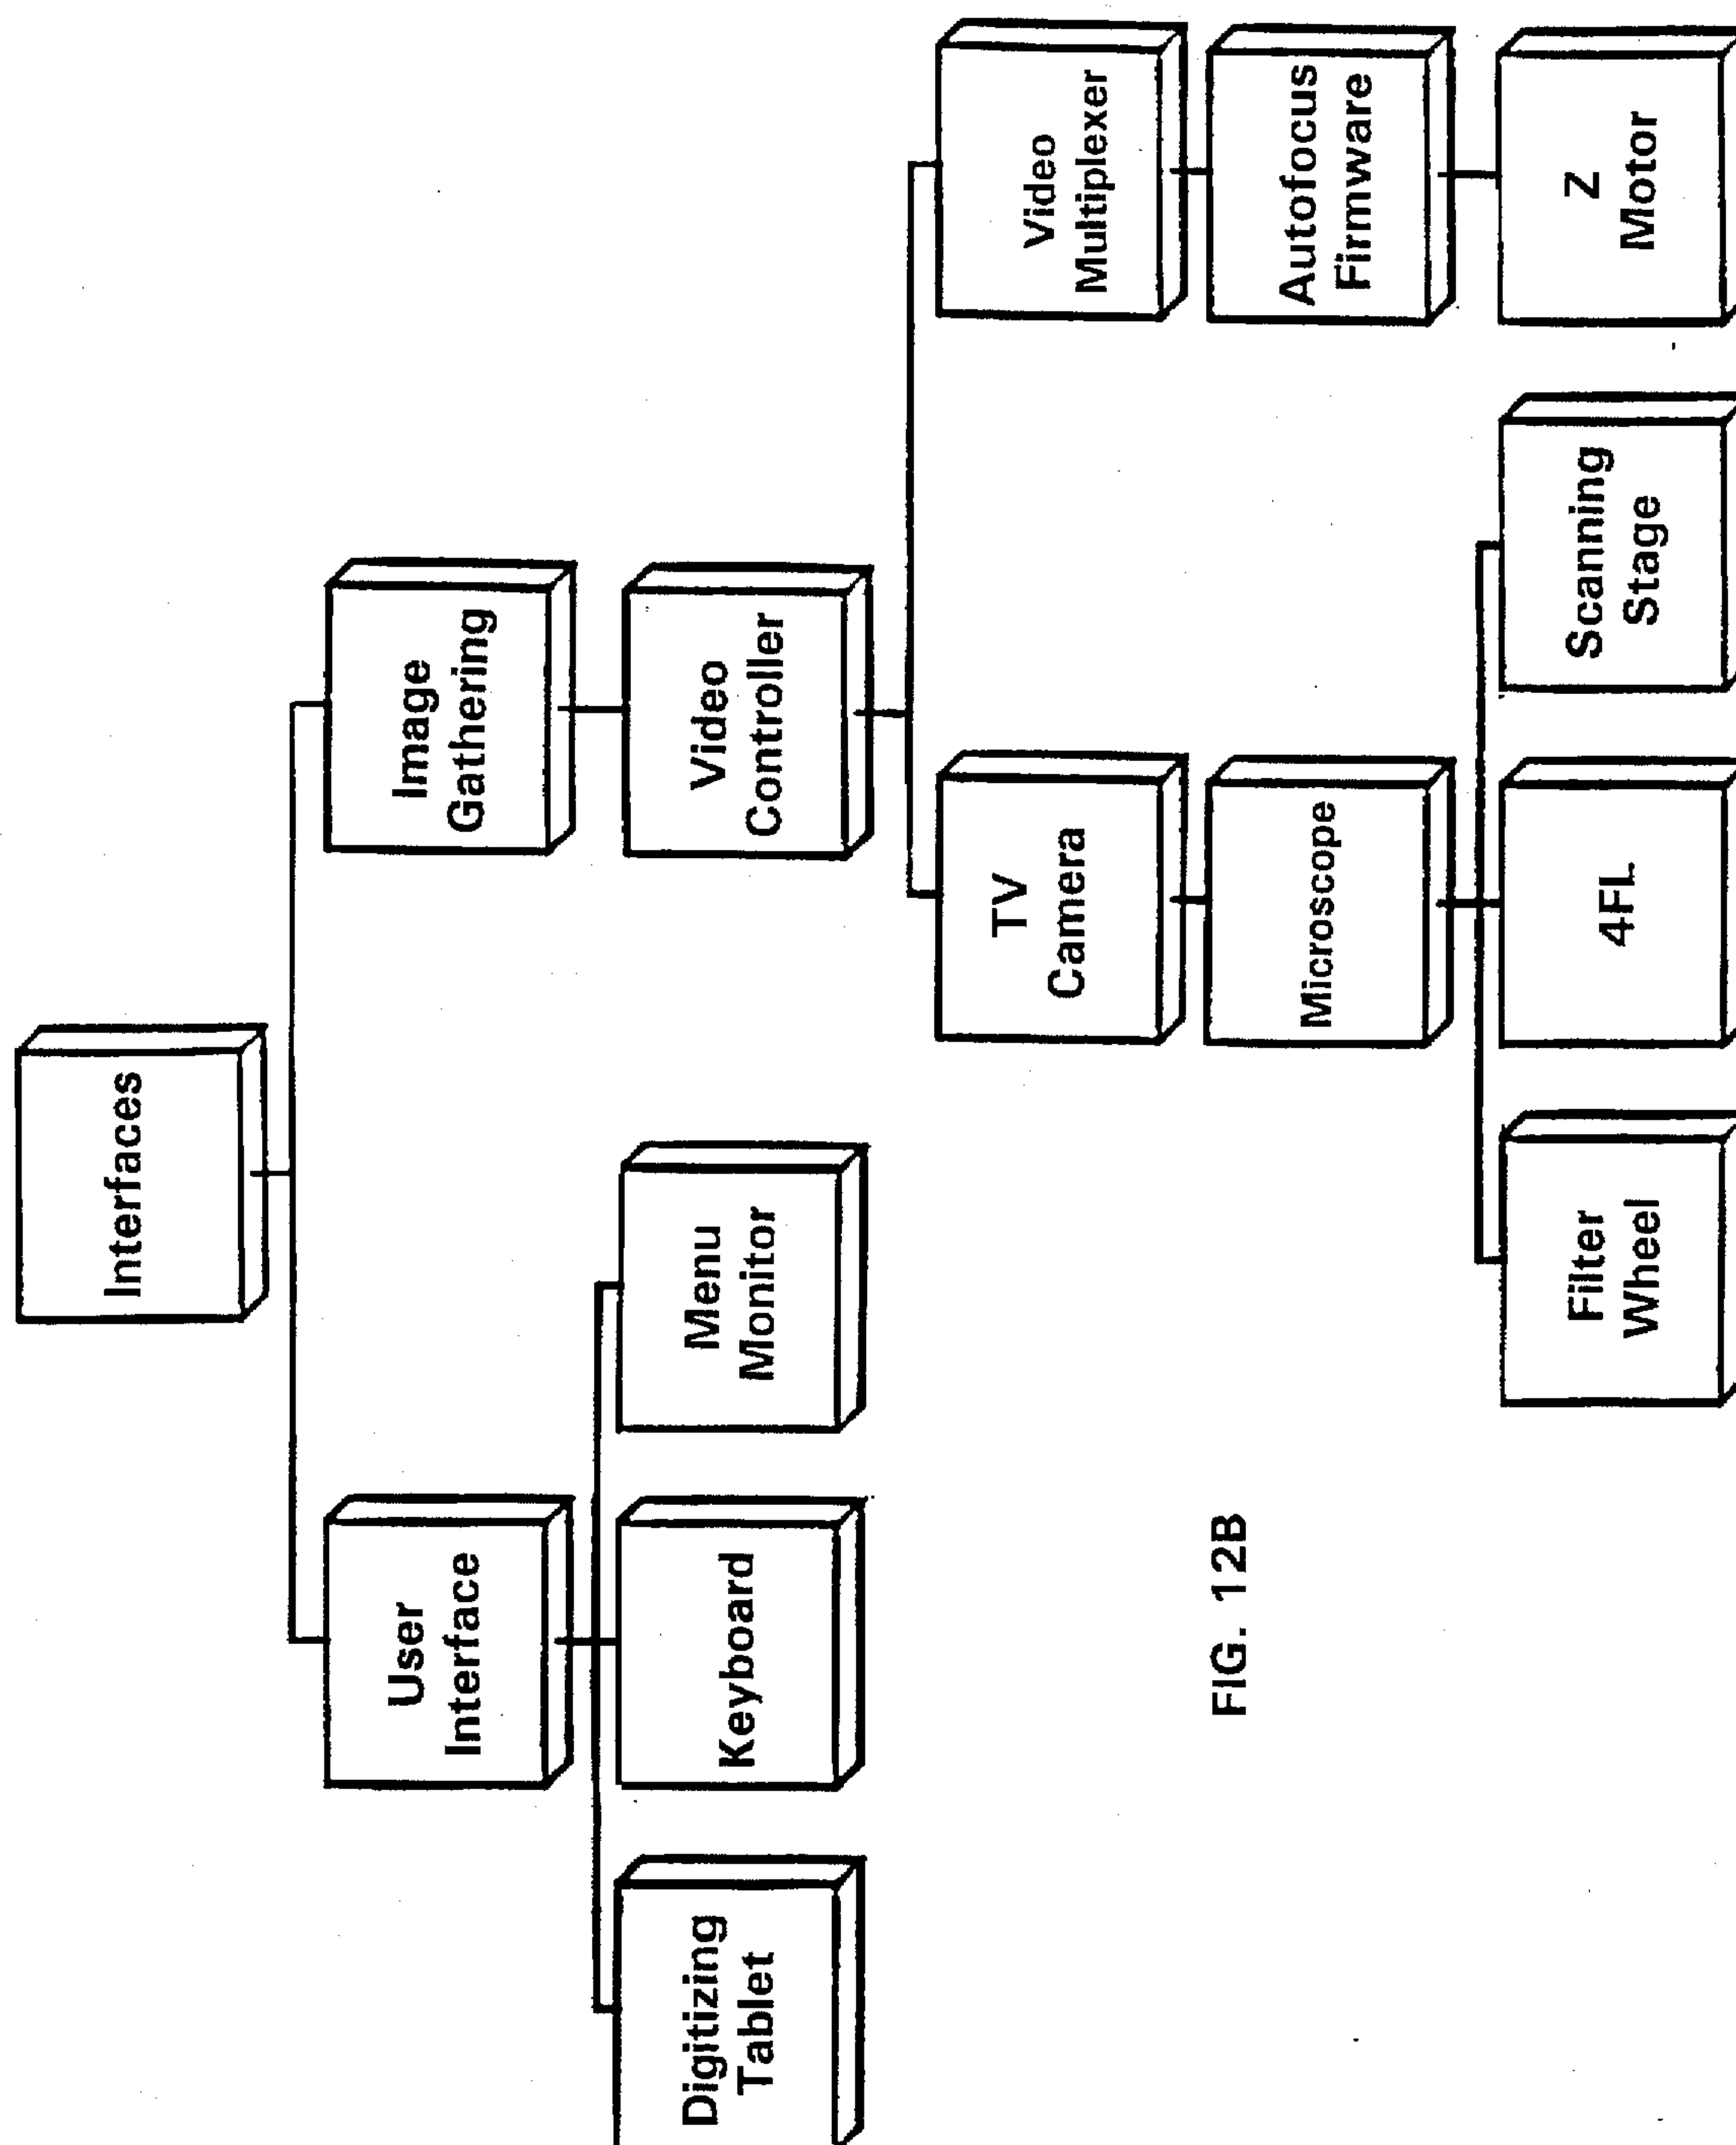 Interfaces
User
Interface
Image
Gathering
Digitizing
Tablet
Keyboard
Menu
Monitor
Video
Controller
TV
Camera
Video
Multiplexer
Microscope
Autofocus
Firmware
Filter
Wheel
4FL
Scanning
Stage
Z
Motor
FIG. 12B